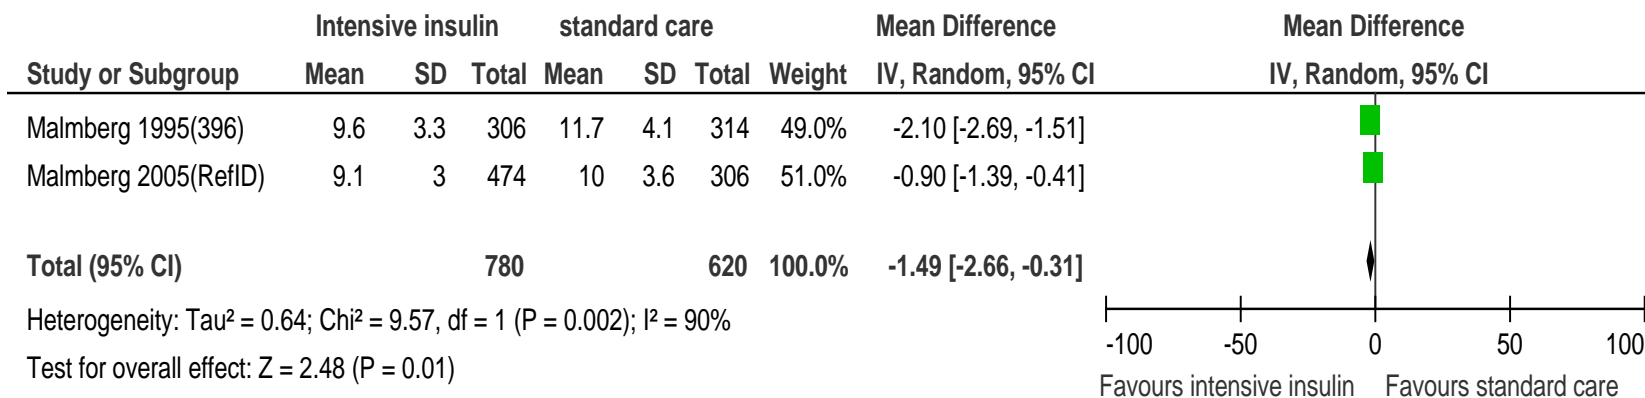 Intensive insulin standard care Mean Difference Mean Difference
Study or Subgroup Mean SD Total Mean SD Total Weight IV, Random, 95% CI IV, Random, 95% CI
Malmberg 1995(396) 9.6 3.3 306 11.7 4.1 314 49.0% -2.10 [-2.69, -1.51]
Malmberg 2005(RefID) 9.1 3 474 10 3.6 306 51.0% -0.90 [-1.39, -0.41]
Total (95% CI) 780 620 100.0% -1.49 [-2.66, -0.31]
Heterogeneity: Tau² = 0.64; Chi² = 9.57, df = 1 (P = 0.002); I² = 90%
Test for overall effect: Z = 2.48 (P = 0.01)
-100 -50 0 50 100
Favours intensive insulin Favours standard care